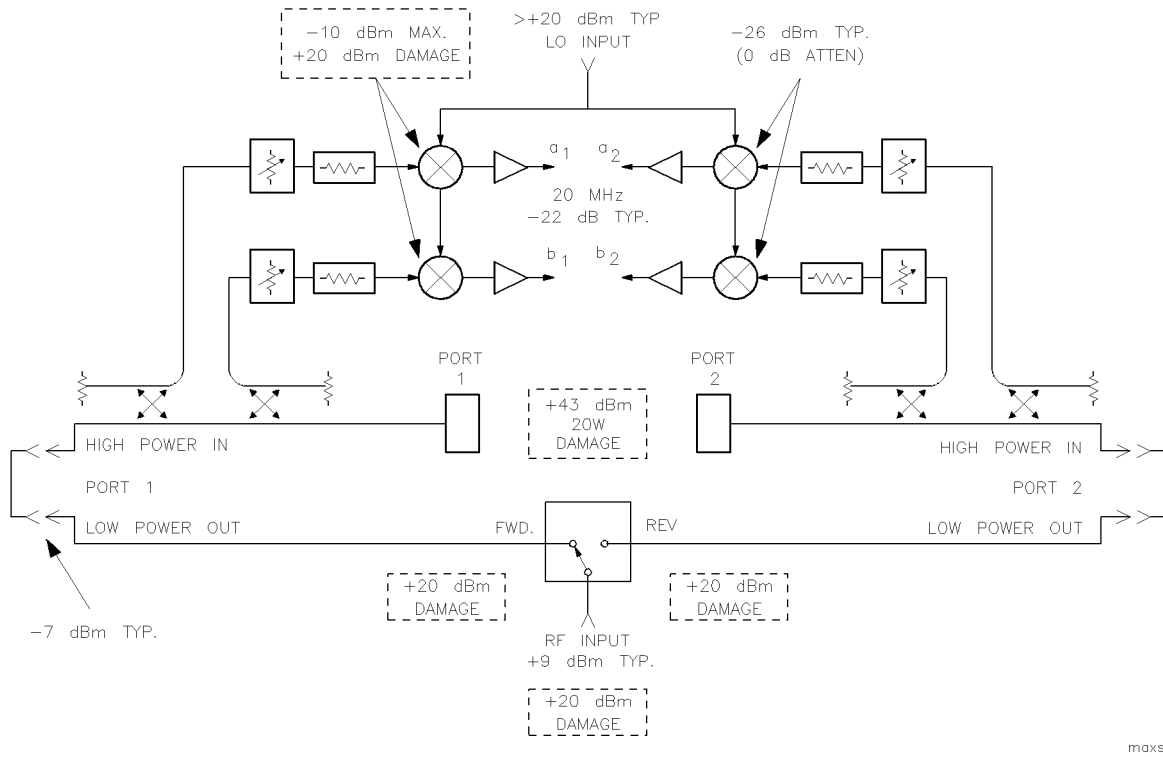 −10 dBm MAX.
+20 dBm DAMAGE
>+20 dBm TYP
LO INPUT
−26 dBm TYP.
(0 dB ATTEN)
a1
a2
20 MHz
−22 dB TYP.
b1
b2
PORT
1
PORT
2
+43 dBm
20W
DAMAGE
HIGH POWER IN
HIGH POWER IN
PORT 1
PORT 2
LOW POWER OUT
FWD.
REV
LOW POWER OUT
+20 dBm
DAMAGE
+20 dBm
DAMAGE
−7 dBm TYP.
RF INPUT
+9 dBm TYP.
+20 dBm
DAMAGE
maxs